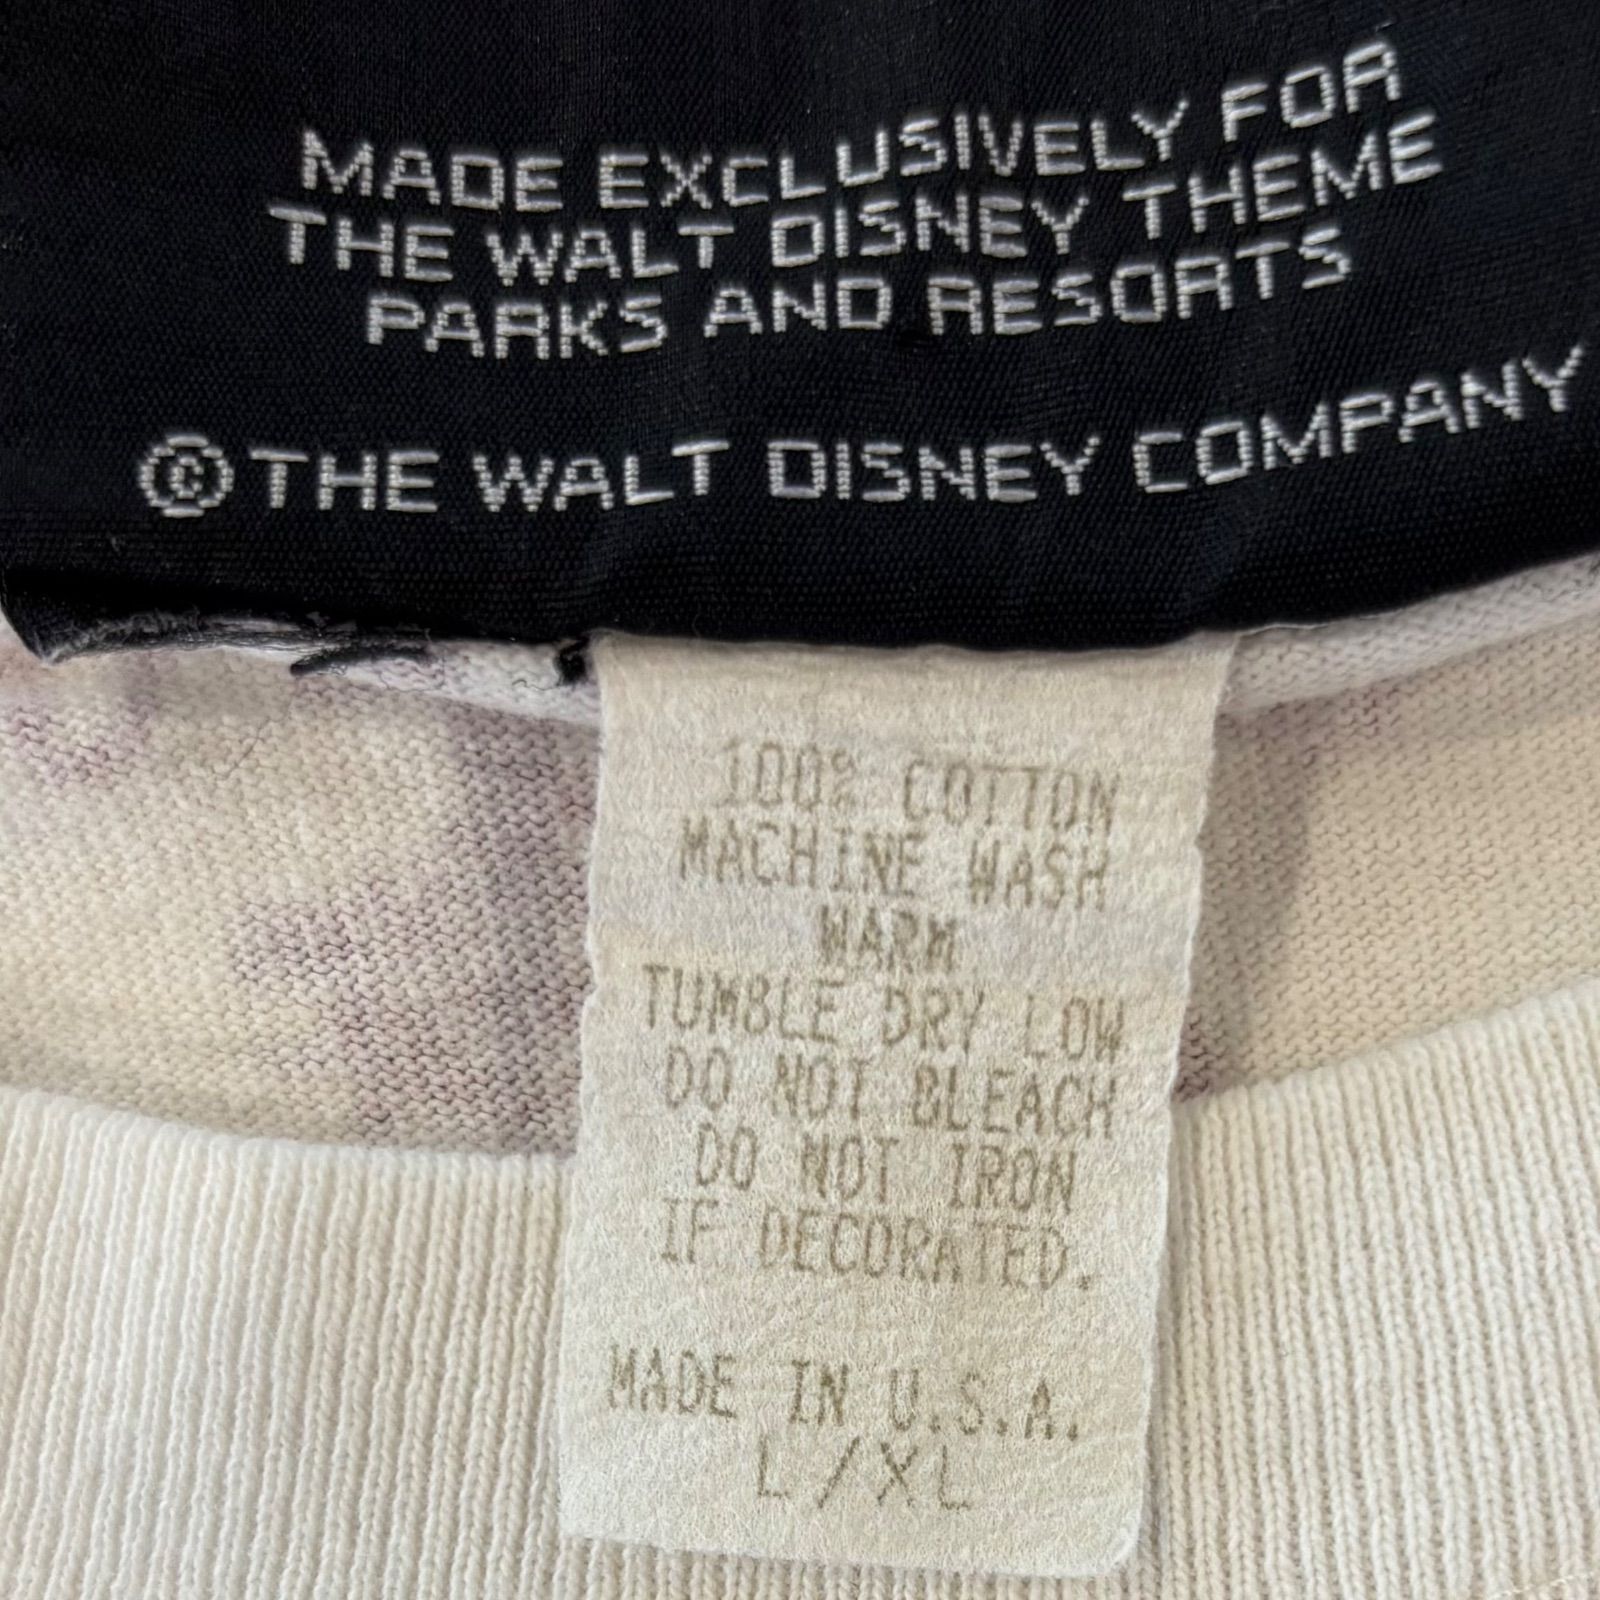 MADE EXCLUSIVELY FOR
THE WALT DISNEY THEME
PARKS AND RESORTS
©THE WALT DISNEY COMPANY
100% COTTON
MACHINE WASH
WARM
TUMBLE DRY LOW
DO NOT BLEACH
DO NOT IRON
IF DECORATED.
MADE IN U.S.A.
L/XL